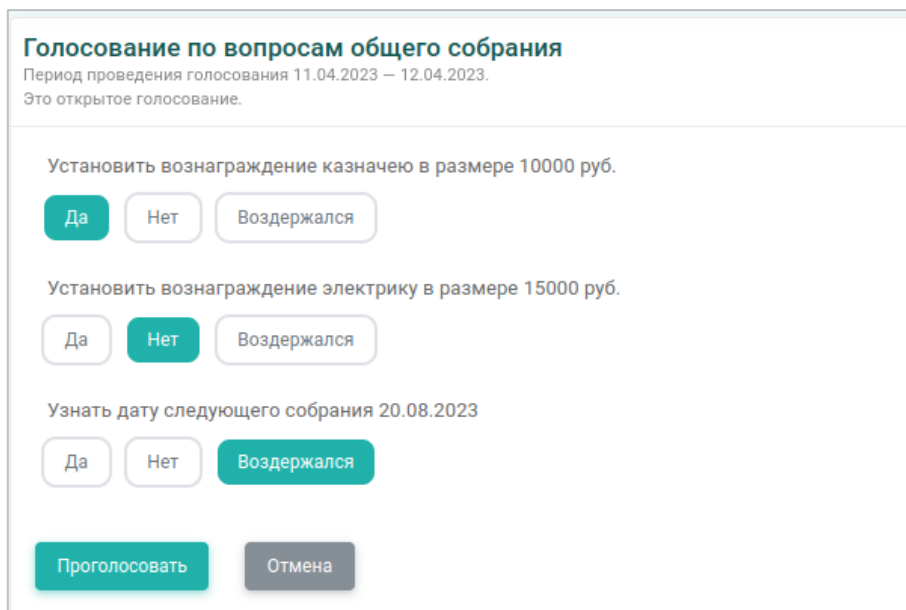 Голосование по вопросам общего собрания
Период проведения голосования 11.04.2023 — 12.04.2023.
Это открытое голосование.
Установить вознаграждение казначею в размере 10000 руб.
Да Нет Воздержался
Установить вознаграждение электрику в размере 15000 руб.
Да Нет Воздержался
Узнать дату следующего собрания 20.08.2023
Да Нет Воздержался
Проголосовать Отмена